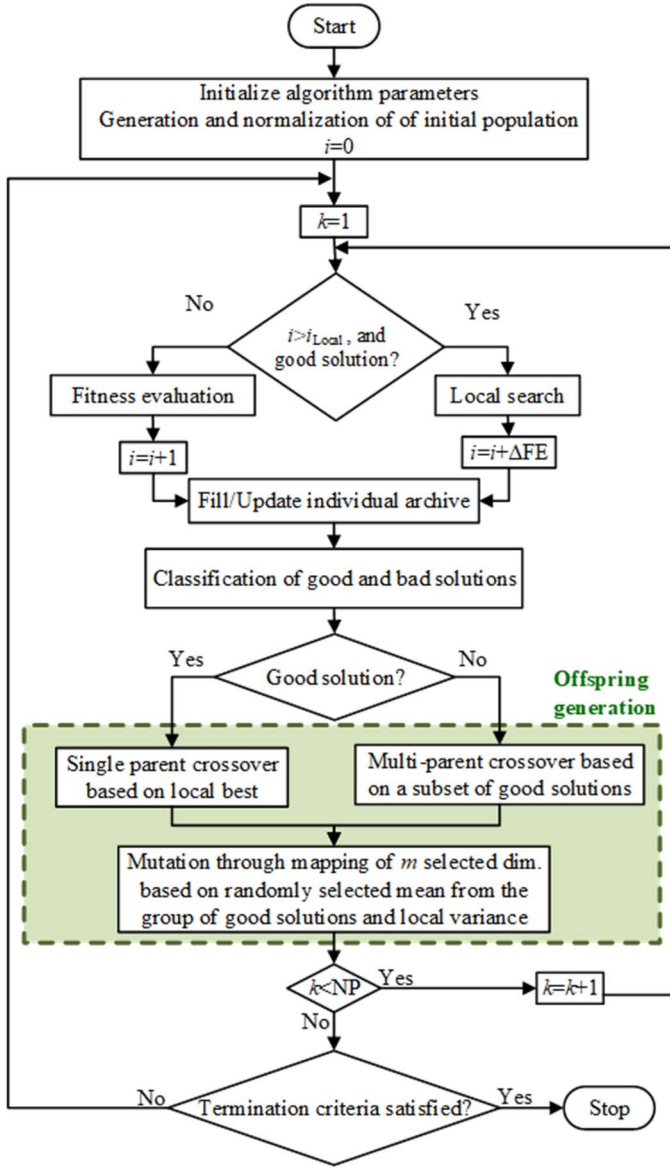 Start
Initialize algorithm parameters
Generation and normalization of of initial population
i=0
k=1
No
Yes
i>iLocal , and
good solution?
Fitness evaluation
Local search
i=i+1
i=i+ΔFE
Fill/Update individual archive
Classification of good and bad solutions
Yes
No
Good solution?
Offspring
generation
Single parent crossover
based on local best
Multi-parent crossover based
on a subset of good solutions
Mutation through mapping of m selected dim.
based on randomly selected mean from the
group of good solutions and local variance
k<NP
Yes
k=k+1
No
No
Termination criteria satisfied?
Yes
Stop